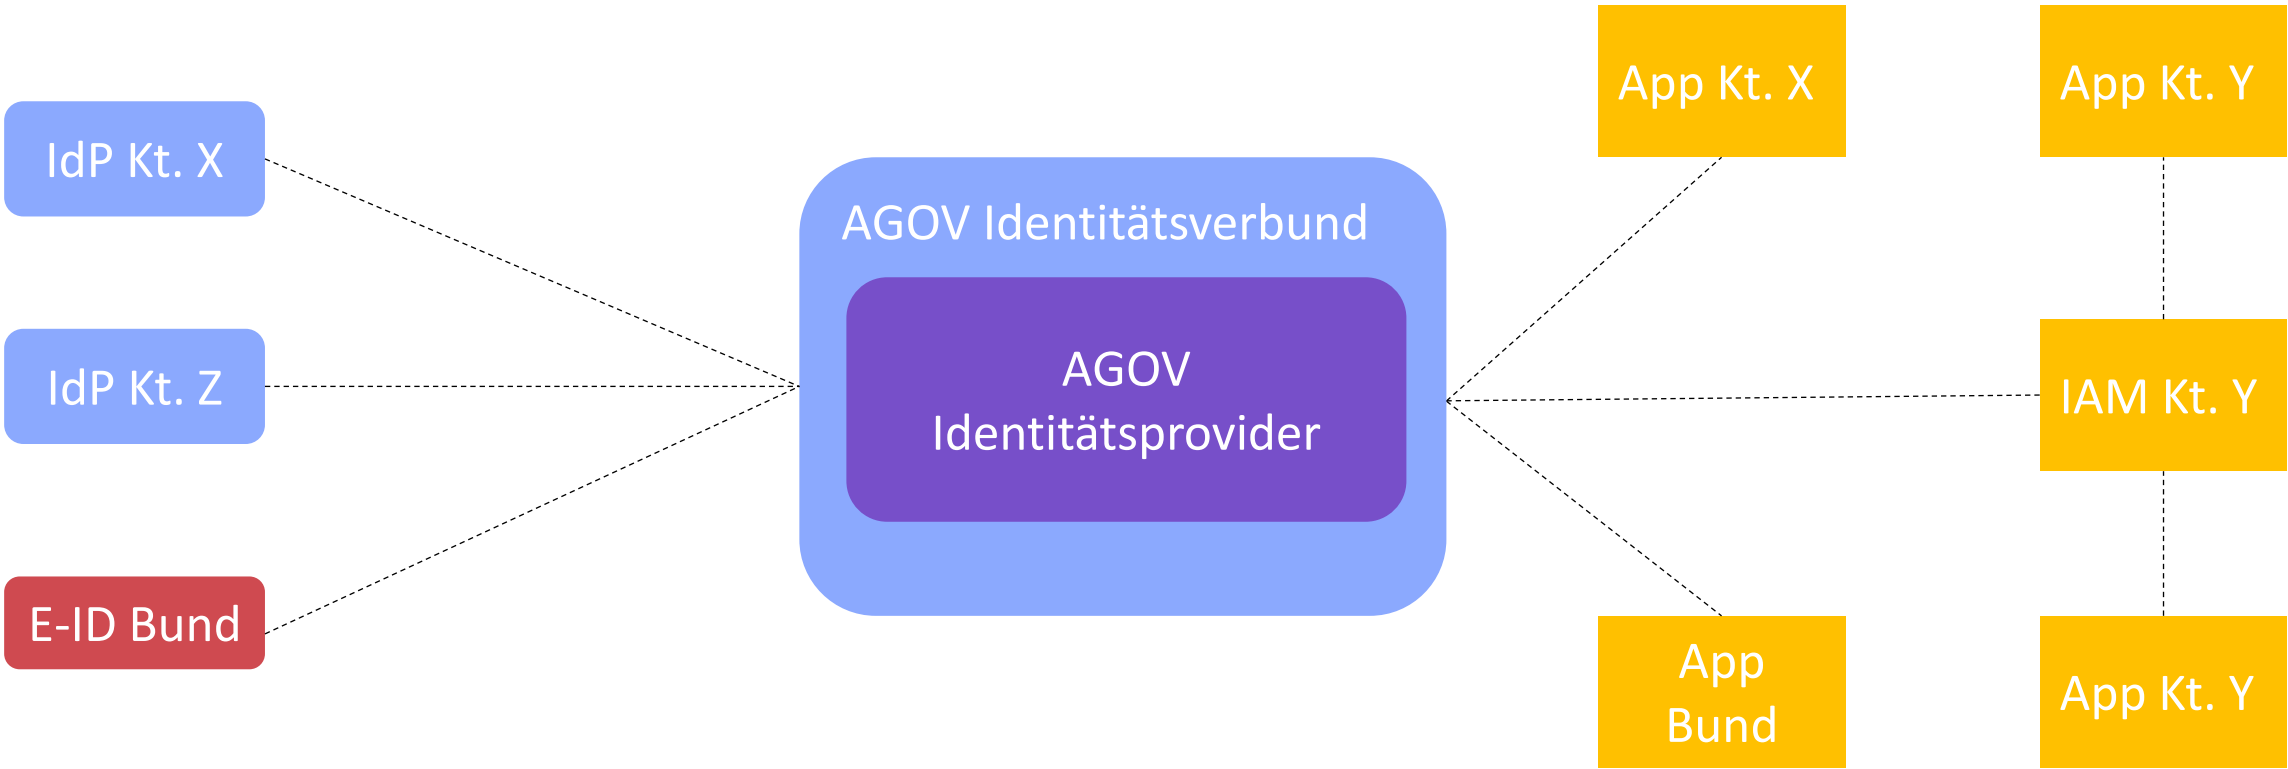 IdP Kt. X
IdP Kt. Z
E-ID Bund
AGOV Identitätsverbund
AGOV
Identitätsprovider
App Kt. X
App
Bund
App Kt. Y
IAM Kt. Y
App Kt. Y